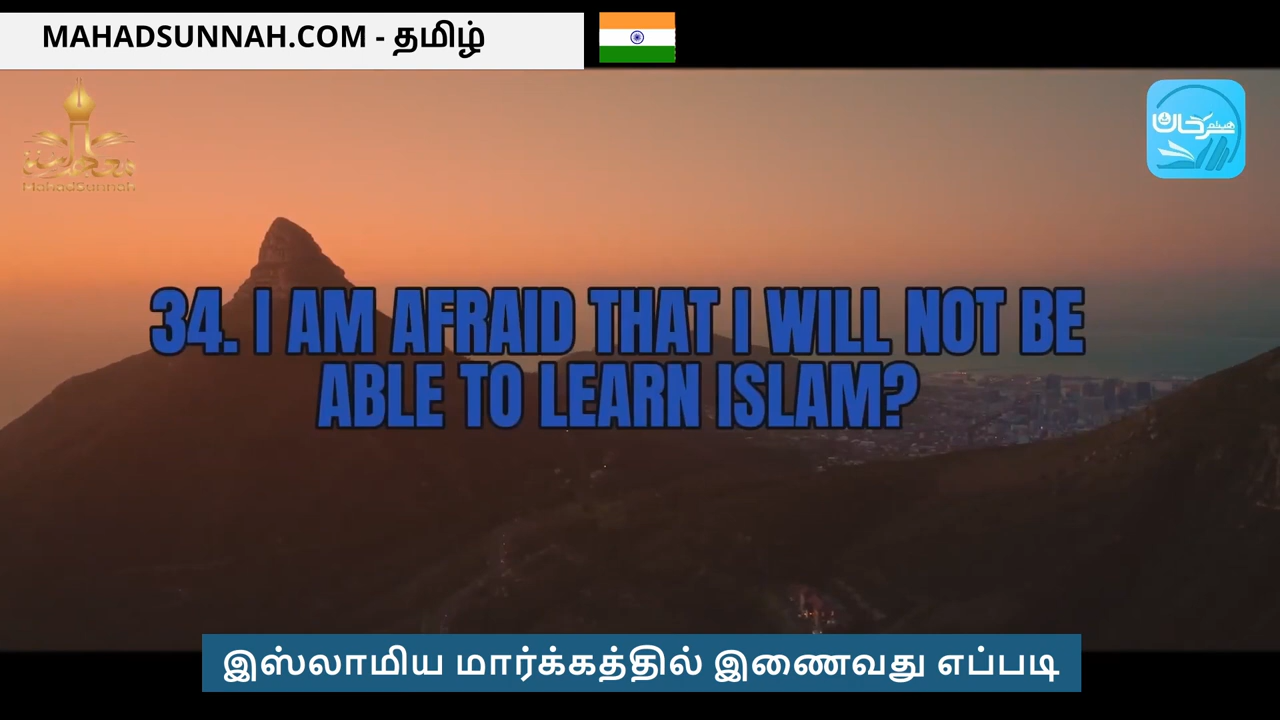 MAHADSUNNAH.COM - தமிழ்
MahadSunnah
34. I AM AFRAID THAT I WILL NOT BE
ABLE TO LEARN ISLAM?
இஸ்லாமிய மார்க்கத்தில் இணைவது எப்படி